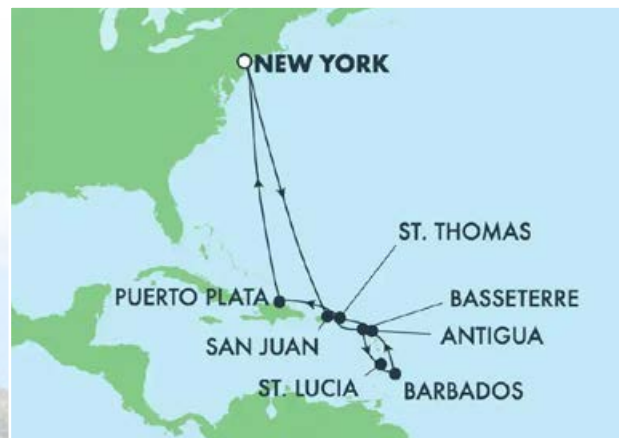 NEW YORK
ST. THOMAS
PUERTO PLATA
BASSETERRE
SAN JUAN
ANTIGUA
ST. LUCIA
BARBADOS